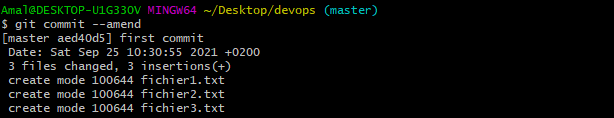 Amal@DESKTOP-U1G33OV MINGW64 ~/Desktop/devops (master)
$ git commit --amend
[master aed40d5] first commit
 Date: Sat Sep 25 10:30:55 2021 +0200
 3 files changed, 3 insertions(+)
 create mode 100644 fichier1.txt
 create mode 100644 fichier2.txt
 create mode 100644 fichier3.txt